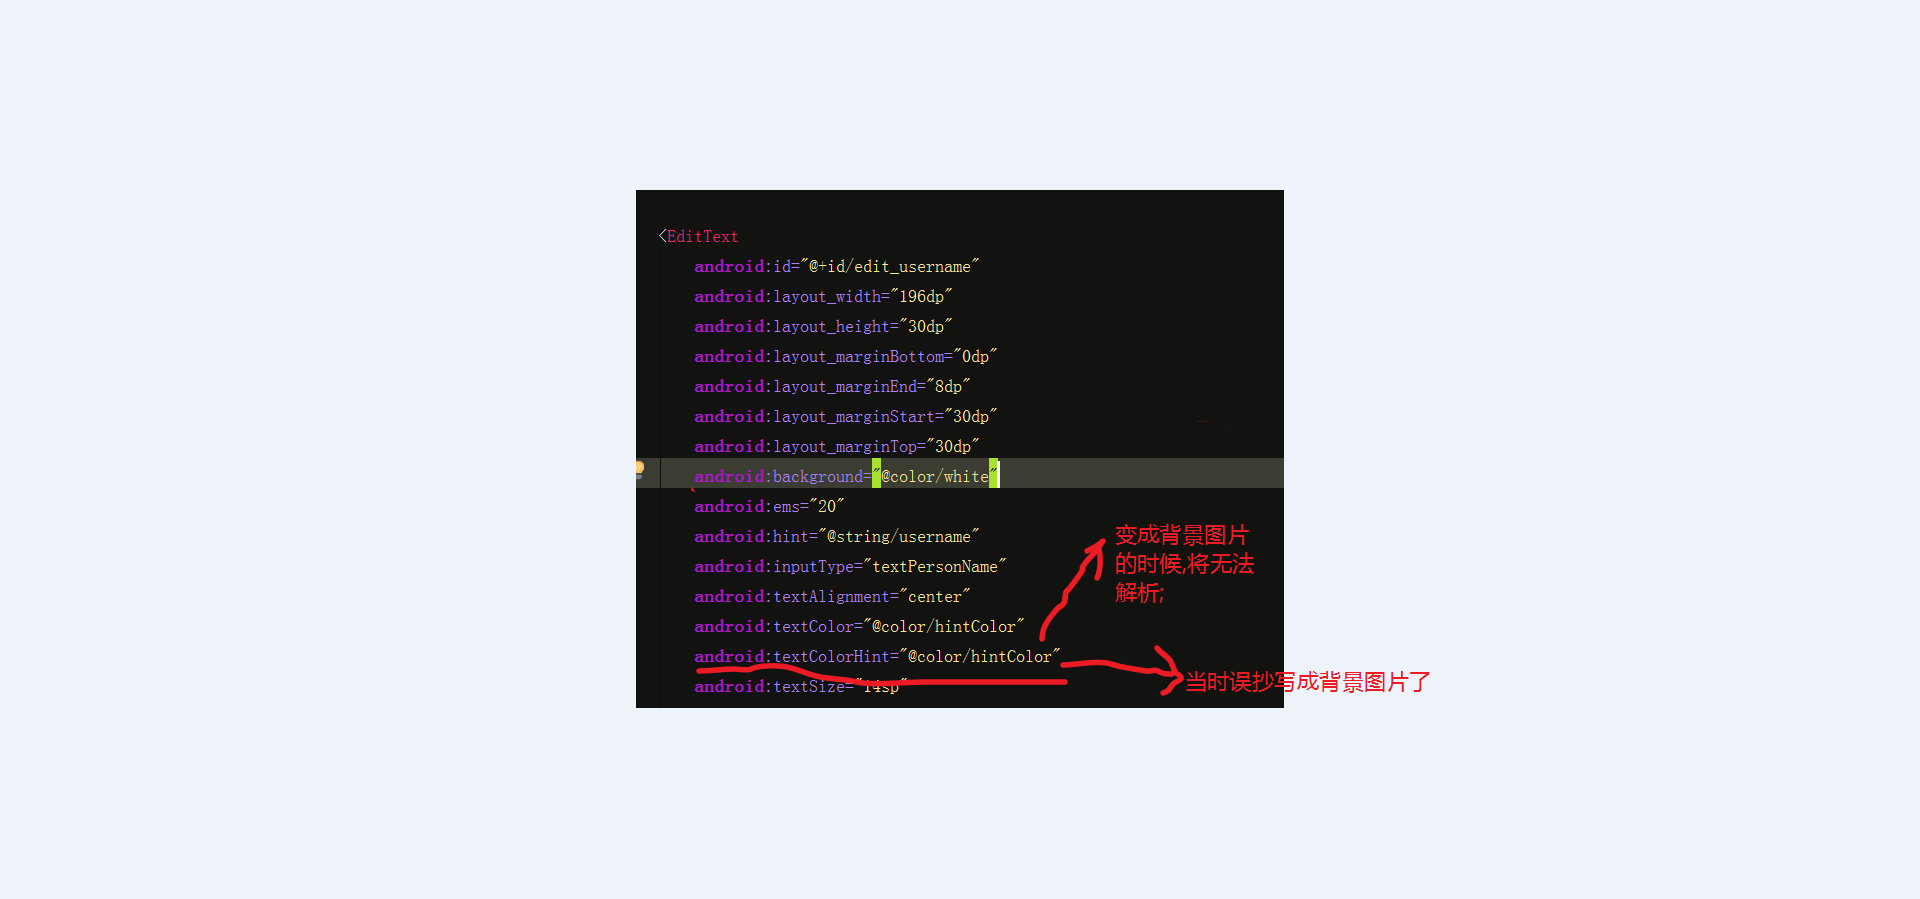 <EditText
android:id="@+id/edit_username"
android:layout_width="196dp"
android:layout_height="30dp"
android:layout_marginBottom="0dp"
android:layout_marginEnd="8dp"
android:layout_marginStart="30dp"
android:layout_marginTop="30dp"
android:background="@color/white"
android:ems="20"
android:hint="@string/username"
android:inputType="textPersonName"
android:textAlignment="center"
android:textColor="@color/hintColor"
android:textColorHint="@color/hintColor"
android:textSize="14sp"
变成背景图片
的时候,将无法
解析;
当时误抄写成背景图片了